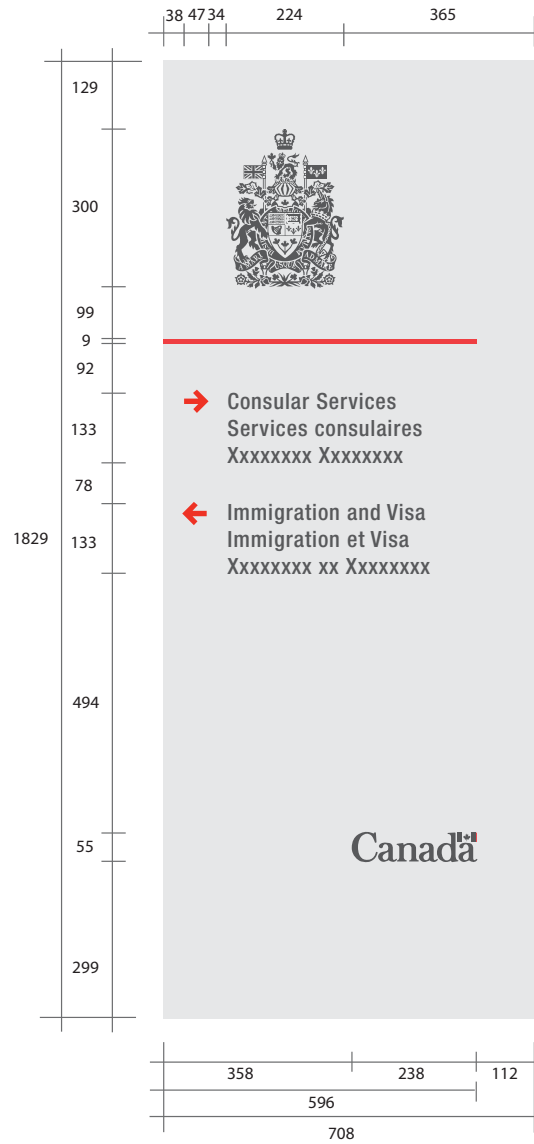 38 47 34 224 365
129
300
99
9
92
133
78
133
1829
494
55
299
Consular Services
Services consulaires
Xxxxxxxx Xxxxxxxx
Immigration and Visa
Immigration et Visa
Xxxxxxxx xx Xxxxxxxx
Canada
358 238 112
596
708